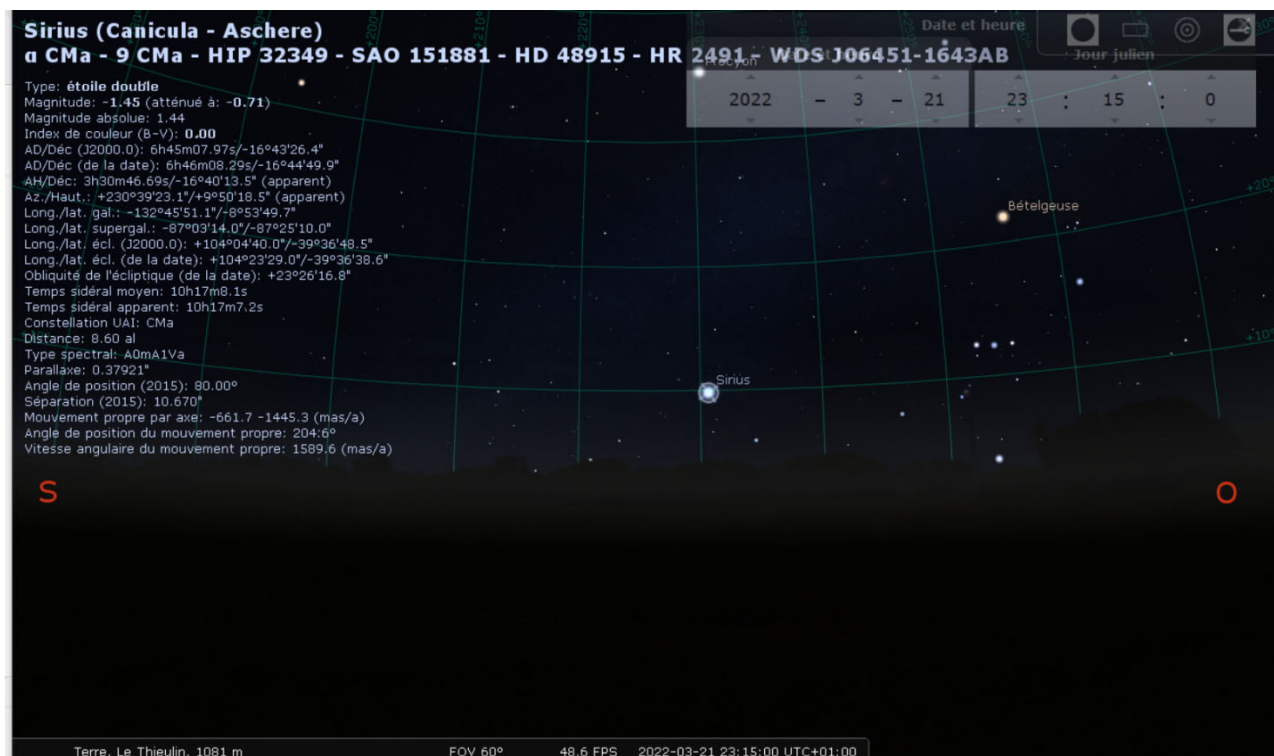 Sirius (Canicula - Aschere)
α CMa - 9 CMa - HIP 32349 - SAO 151881 - HD 48915 - HR 2491 - WDS J06451-1643AB
Type: étoile double
Magnitude: -1.45 (atténué à: -0.71)
Magnitude absolue: 1.44
Index de couleur (B-V): 0.00
AD/Déc (J2000.0): 6h45m07.97s/-16°43'26.4"
AD/Déc (de la date): 6h46m08.29s/-16°44'49.9"
AH/Déc: 3h30m46.69s/-16°40'13.5" (apparent)
Az./Haut.: +230°39'23.1"/+9°50'18.5" (apparent)
Long./lat. gal.: -132°45'51.1"/-8°53'49.7"
Long./lat. supergal.: -87°03'14.0"/-87°25'10.0"
Long./lat. écl. (J2000.0): +104°04'40.0"/-39°36'48.5"
Long./lat. écl. (de la date): +104°23'29.0"/-39°36'38.6"
Obliquité de l'écliptique (de la date): +23°26'16.8"
Temps sidéral moyen: 10h17m8.1s
Temps sidéral apparent: 10h17m7.2s
Constellation UAI: CMa
Distance: 8.60 al
Type spectral: A0mA1Va
Parallaxe: 0.37921"
Angle de position (2015): 80.00°
Séparation (2015): 10.670"
Mouvement propre par axe: -661.7 -1445.3 (mas/a)
Angle de position du mouvement propre: 204.6°
Vitesse angulaire du mouvement propre: 1589.6 (mas/a)
Date et heure
Jour julien
Procyon
2022 - 3 - 21 23 : 15 : 0
+200°
+210°
+220°
+20°
Bételgeuse
+10°
Sirius
S
O
Terre, Le Thieulin, 1081 m FOV 60° 48.6 FPS 2022-03-21 23:15:00 UTC+01:00